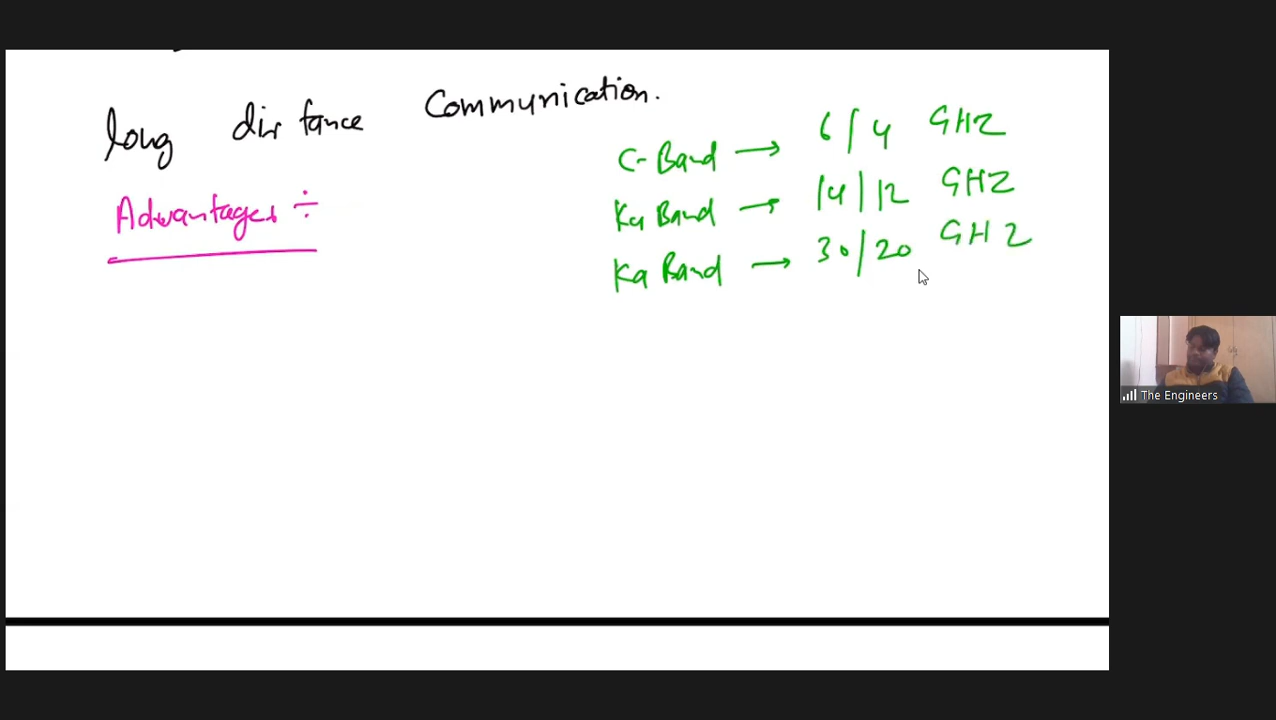 long distance Communication.
C-Band → 6/4 GHZ
Advantages ÷
Ku Band → 14/12 GHZ
Ka Band → 30/20 GHZ
The Engineers